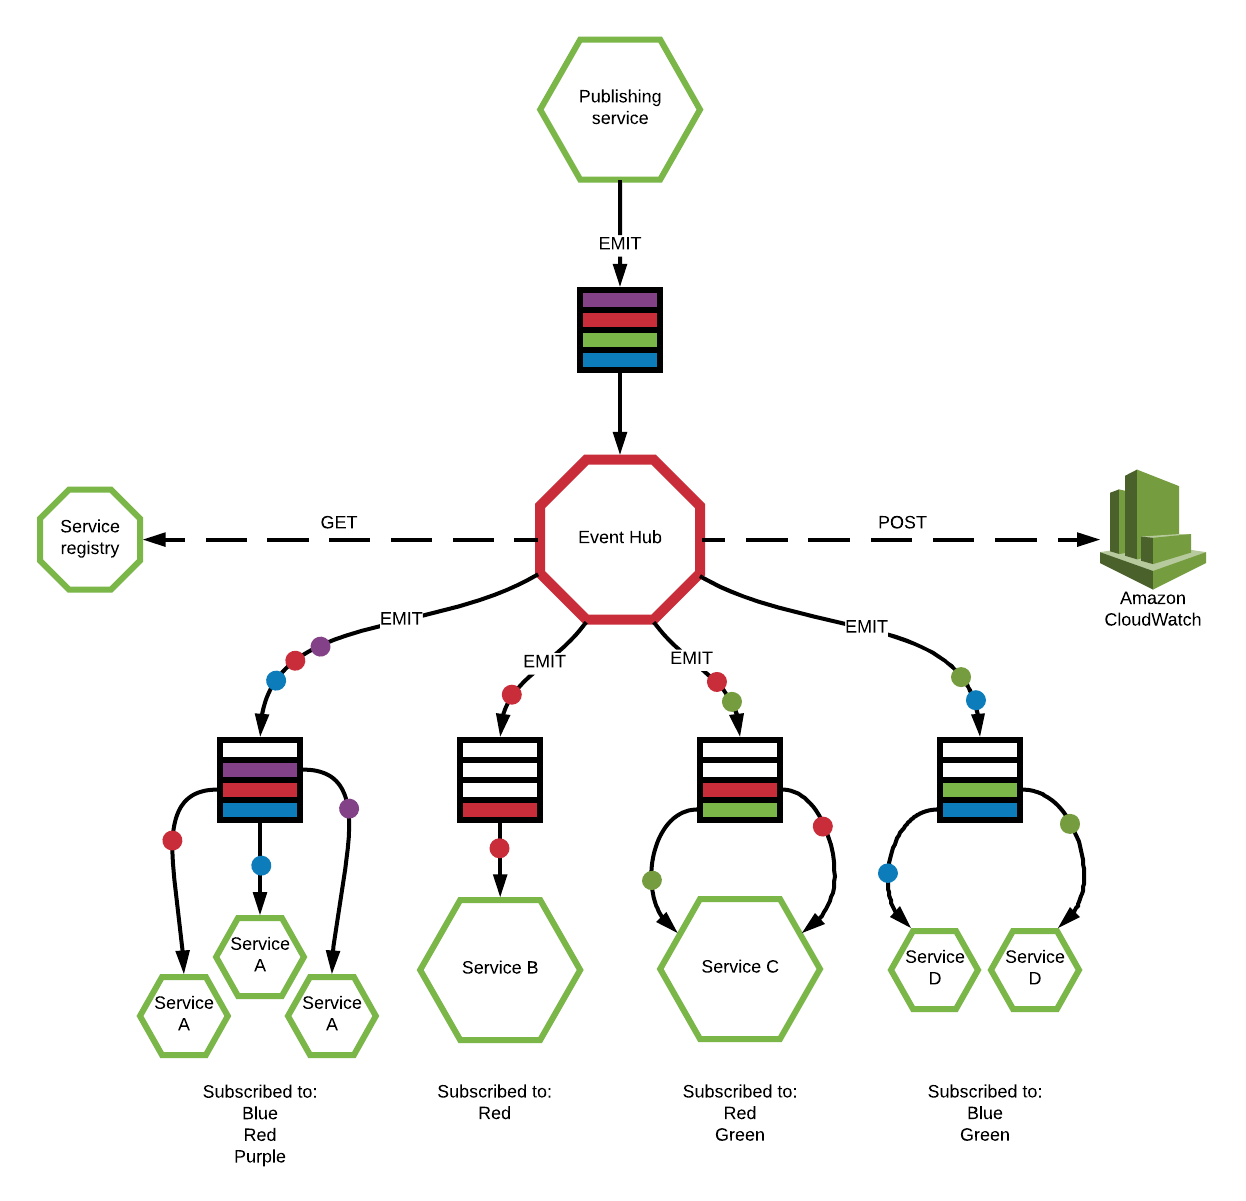 Publishing
service
EMIT
Service
registry
GET
Event Hub
POST
Amazon
CloudWatch
EMIT
EMIT
EMIT
EMIT
Service
A
Service
A
Service
A
Service B
Service C
Service
D
Service
D
Subscribed to:
Blue
Red
Purple
Subscribed to:
Red
Subscribed to:
Red
Green
Subscribed to:
Blue
Green